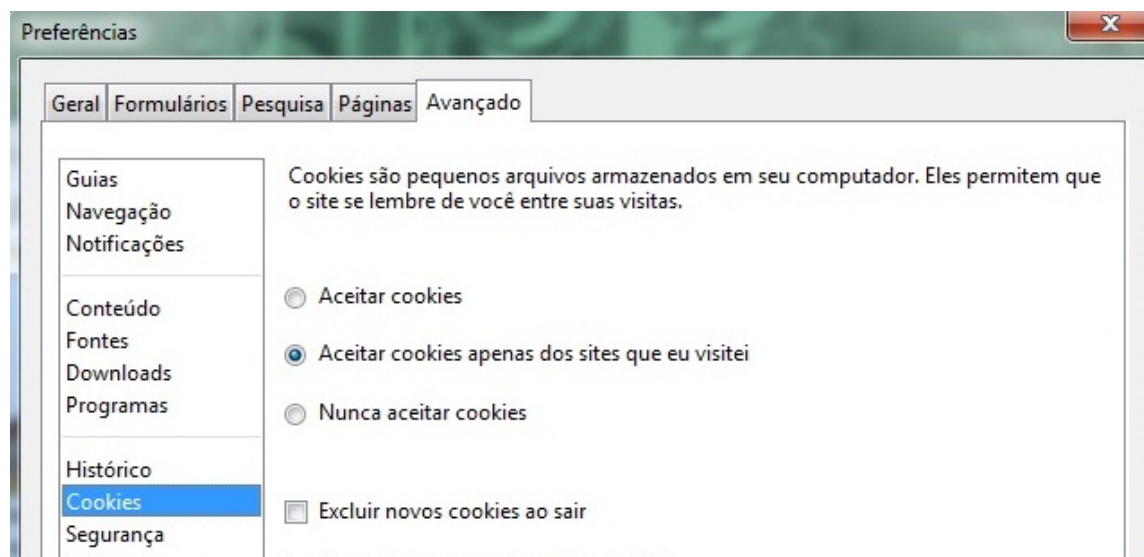 Preferências
Geral Formulários Pesquisa Páginas Avançado
Guias
Navegação
Notificações
Conteúdo
Fontes
Downloads
Programas
Histórico
Cookies
Segurança
Cookies são pequenos arquivos armazenados em seu computador. Eles permitem que
o site se lembre de você entre suas visitas.
Aceitar cookies
Aceitar cookies apenas dos sites que eu visitei
Nunca aceitar cookies
Excluir novos cookies ao sair